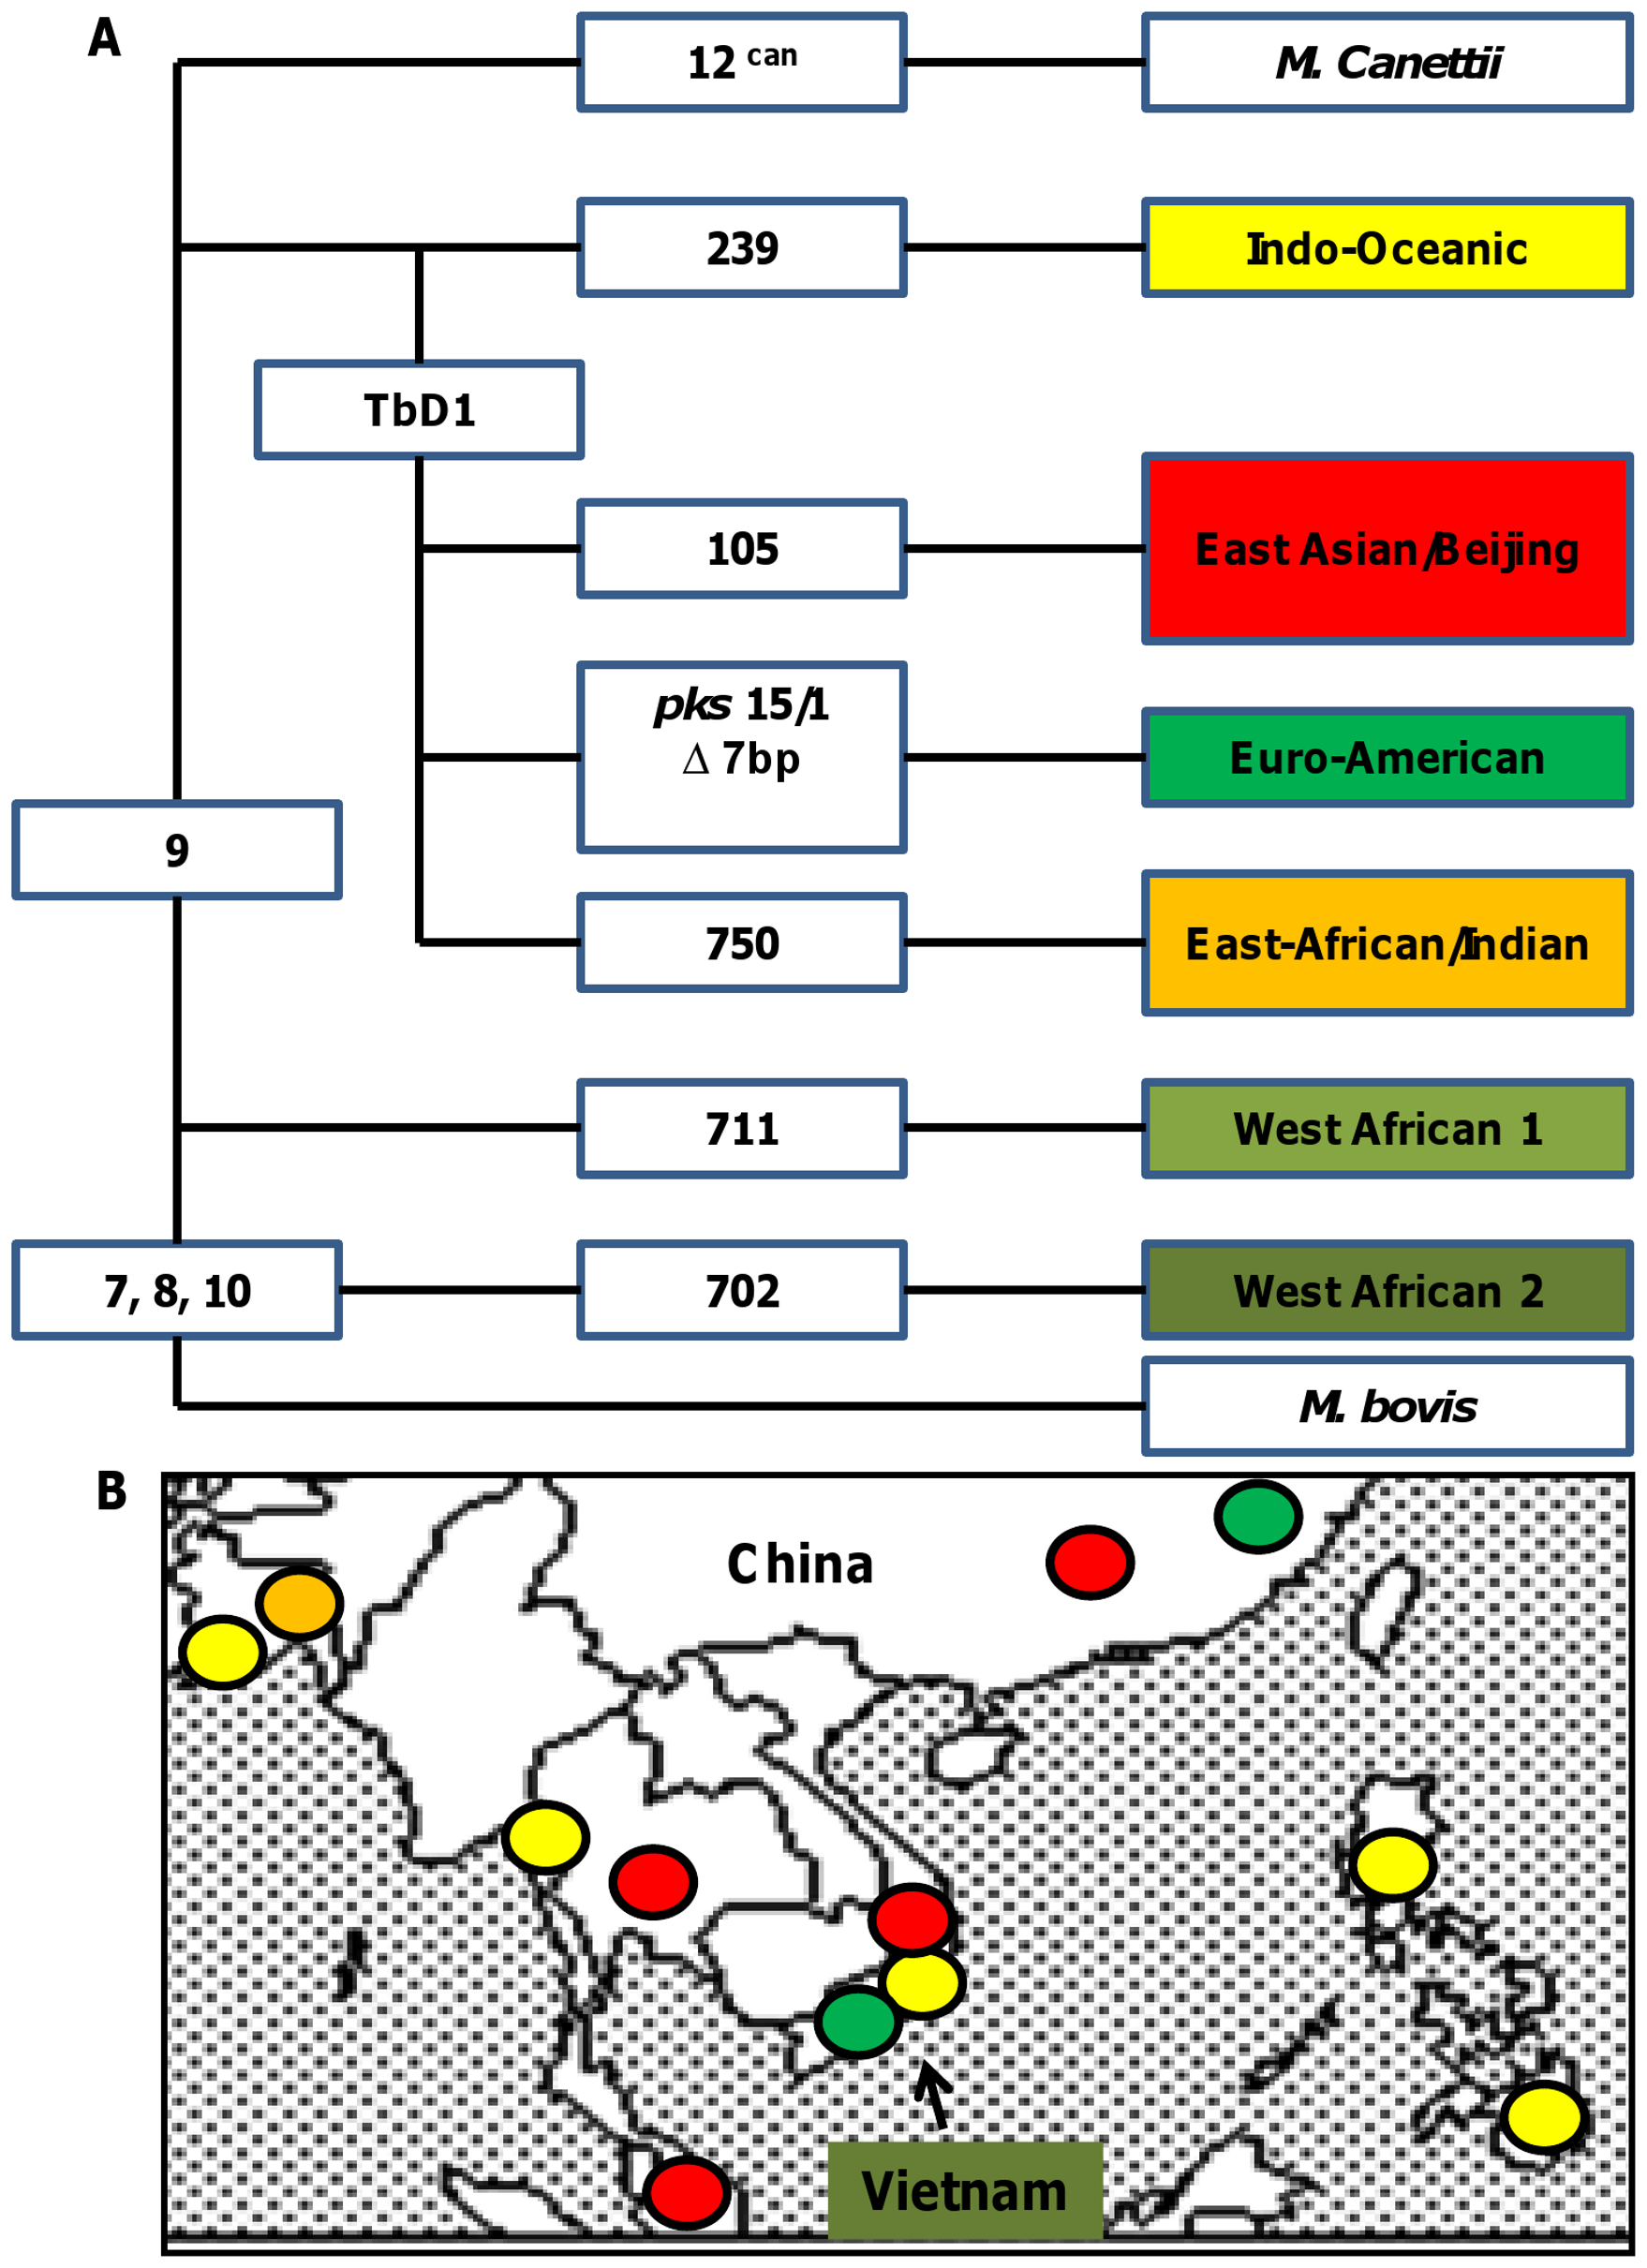 A
12 can
M. Canettii
239
Indo-Oceanic
TbD1
105
East Asian/Beijing
pks 15/1
Δ 7bp
Euro-American
9
750
East-African/Indian
711
West African 1
7, 8, 10
702
West African 2
M. bovis
B
China
Vietnam